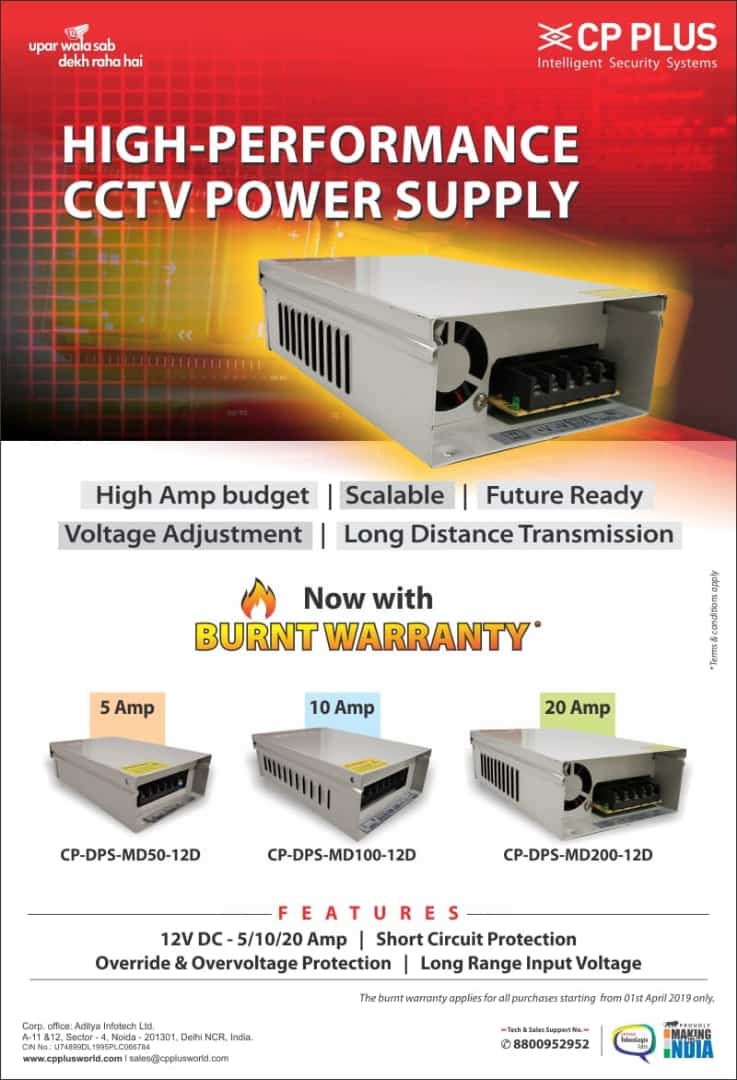 upar wala sab
dekh raha hai
CP PLUS
Intelligent Security Systems
HIGH-PERFORMANCE
CCTV POWER SUPPLY
High Amp budget | Scalable | Future Ready
Voltage Adjustment | Long Distance Transmission
*Terms & conditions apply
Now with
BURNT WARRANTY*
5 Amp
10 Amp
20 Amp
CP-DPS-MD50-12D
CP-DPS-MD100-12D
CP-DPS-MD200-12D
FEATURES
12V DC - 5/10/20 Amp | Short Circuit Protection
Override & Overvoltage Protection | Long Range Input Voltage
The burnt warranty applies for all purchases starting from 01st April 2019 only.
Corp. office: Aditya Infotech Ltd.
A-11 &12, Sector - 4, Noida - 201301, Delhi NCR, India.
CIN No.: U74899DL1995PLC066784
www.cpplusworld.com I sales@cpplusworld.com
Tech & Sales Support No.
8800952952
PROUDLY
MAKING
INDIA